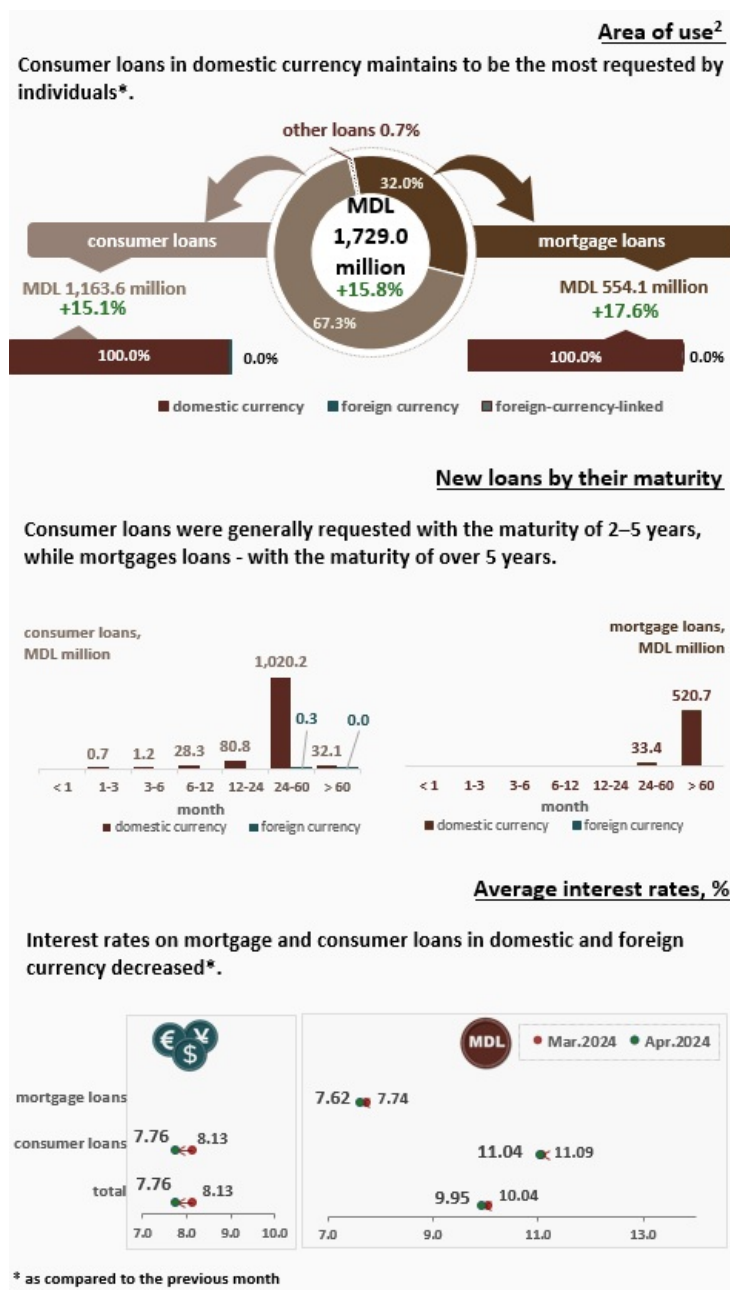 Area of use2
Consumer loans in domestic currency maintains to be the most requested by
individuals*.
other loans 0.7%
32.0%
MDL
1,729.0
million
+15.8%
67.3%
consumer loans
MDL 1,163.6 million
+15.1%
100.0%
0.0%
mortgage loans
MDL 554.1 million
+17.6%
100.0%
0.0%
domestic currency
foreign currency
foreign-currency-linked
New loans by their maturity
Consumer loans were generally requested with the maturity of 2–5 years,
while mortgages loans - with the maturity of over 5 years.
consumer loans,
MDL million
0.7
1.2
28.3
80.8
1,020.2
0.3
32.1
0.0
< 1
1-3
3-6
6-12
12-24
24-60
> 60
month
domestic currency
foreign currency
mortgage loans,
MDL million
33.4
520.7
< 1
1-3
3-6
6-12
12-24
24-60
> 60
month
domestic currency
foreign currency
Average interest rates, %
Interest rates on mortgage and consumer loans in domestic and foreign
currency decreased*.
€ ¥ $
MDL
Mar.2024
Apr.2024
mortgage loans
7.62
7.74
consumer loans
7.76
8.13
11.04
11.09
total
7.76
8.13
9.95
10.04
7.0
8.0
9.0
10.0
7.0
9.0
11.0
13.0
* as compared to the previous month